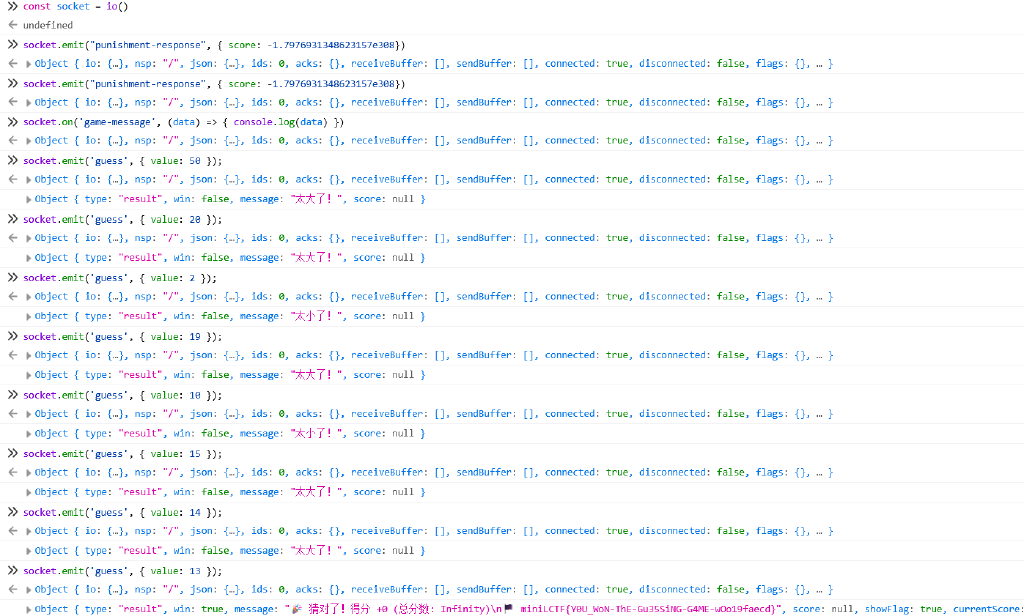 >> const socket = io()
← undefined
>> socket.emit("punishment-response", { score: -1.7976931348623157e308})
← ▶ Object { io: {…}, nsp: "/", json: {…}, ids: 0, acks: {}, receiveBuffer: [], sendBuffer: [], connected: true, disconnected: false, flags: {}, … }
>> socket.emit("punishment-response", { score: -1.7976931348623157e308})
← ▶ Object { io: {…}, nsp: "/", json: {…}, ids: 0, acks: {}, receiveBuffer: [], sendBuffer: [], connected: true, disconnected: false, flags: {}, … }
>> socket.on('game-message', (data) => { console.log(data) })
← ▶ Object { io: {…}, nsp: "/", json: {…}, ids: 0, acks: {}, receiveBuffer: [], sendBuffer: [], connected: true, disconnected: false, flags: {}, … }
>> socket.emit('guess', { value: 50 });
← ▶ Object { io: {…}, nsp: "/", json: {…}, ids: 0, acks: {}, receiveBuffer: [], sendBuffer: [], connected: true, disconnected: false, flags: {}, … }
▶ Object { type: "result", win: false, message: "太大了！", score: null }
>> socket.emit('guess', { value: 20 });
← ▶ Object { io: {…}, nsp: "/", json: {…}, ids: 0, acks: {}, receiveBuffer: [], sendBuffer: [], connected: true, disconnected: false, flags: {}, … }
▶ Object { type: "result", win: false, message: "太大了！", score: null }
>> socket.emit('guess', { value: 2 });
← ▶ Object { io: {…}, nsp: "/", json: {…}, ids: 0, acks: {}, receiveBuffer: [], sendBuffer: [], connected: true, disconnected: false, flags: {}, … }
▶ Object { type: "result", win: false, message: "太小了！", score: null }
>> socket.emit('guess', { value: 19 });
← ▶ Object { io: {…}, nsp: "/", json: {…}, ids: 0, acks: {}, receiveBuffer: [], sendBuffer: [], connected: true, disconnected: false, flags: {}, … }
▶ Object { type: "result", win: false, message: "太大了！", score: null }
>> socket.emit('guess', { value: 10 });
← ▶ Object { io: {…}, nsp: "/", json: {…}, ids: 0, acks: {}, receiveBuffer: [], sendBuffer: [], connected: true, disconnected: false, flags: {}, … }
▶ Object { type: "result", win: false, message: "太小了！", score: null }
>> socket.emit('guess', { value: 15 });
← ▶ Object { io: {…}, nsp: "/", json: {…}, ids: 0, acks: {}, receiveBuffer: [], sendBuffer: [], connected: true, disconnected: false, flags: {}, … }
▶ Object { type: "result", win: false, message: "太大了！", score: null }
>> socket.emit('guess', { value: 14 });
← ▶ Object { io: {…}, nsp: "/", json: {…}, ids: 0, acks: {}, receiveBuffer: [], sendBuffer: [], connected: true, disconnected: false, flags: {}, … }
▶ Object { type: "result", win: false, message: "太大了！", score: null }
>> socket.emit('guess', { value: 13 });
← ▶ Object { io: {…}, nsp: "/", json: {…}, ids: 0, acks: {}, receiveBuffer: [], sendBuffer: [], connected: true, disconnected: false, flags: {}, … }
▶ Object { type: "result", win: true, message: "🎉 猜对了！得分 +0 (总分数: Infinity)\n🏴 miniLCTF{Y0U_WoN-ThE-Gu3SSiNG-G4ME-wOo19faecd}", score: null, showFlag: true, currentScore: